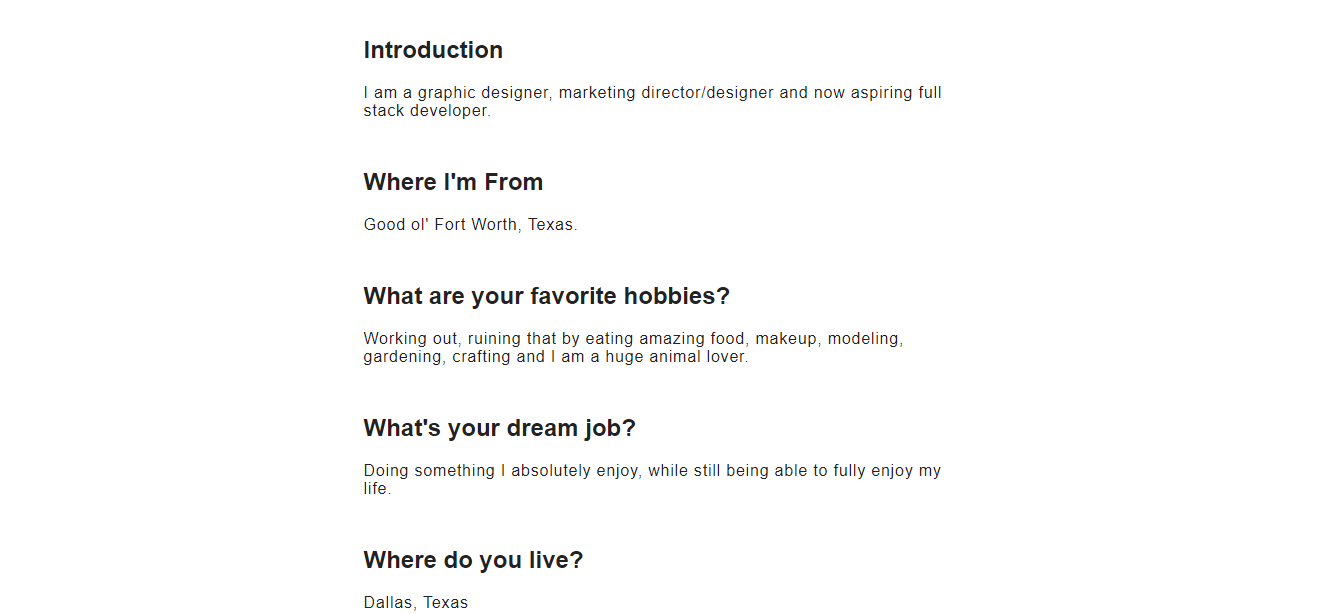 Introduction
I am a graphic designer, marketing director/designer and now aspiring full
stack developer.
Where I'm From
Good ol' Fort Worth, Texas.
What are your favorite hobbies?
Working out, ruining that by eating amazing food, makeup, modeling,
gardening, crafting and I am a huge animal lover.
What's your dream job?
Doing something I absolutely enjoy, while still being able to fully enjoy my
life.
Where do you live?
Dallas, Texas